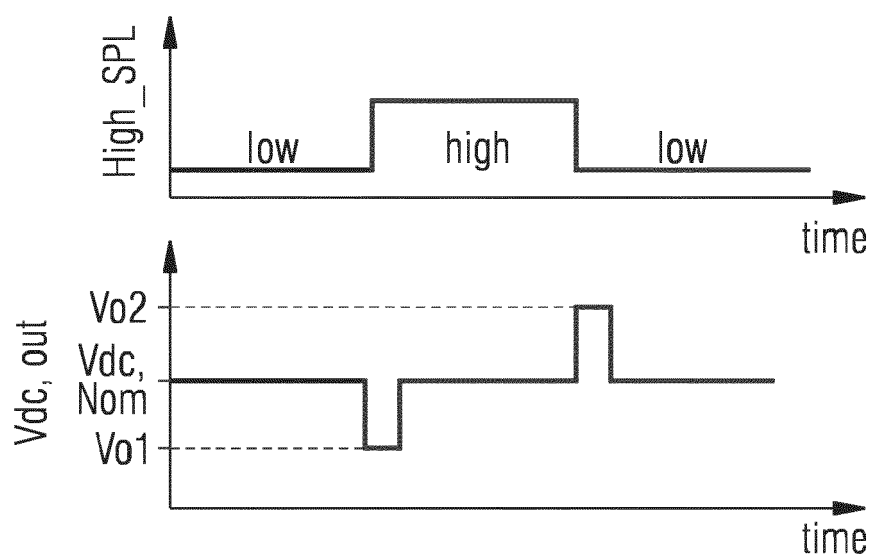 High_SPL
low
high
low
time
Vdc, out
Vo2
Vdc,
Nom
Vo1
time